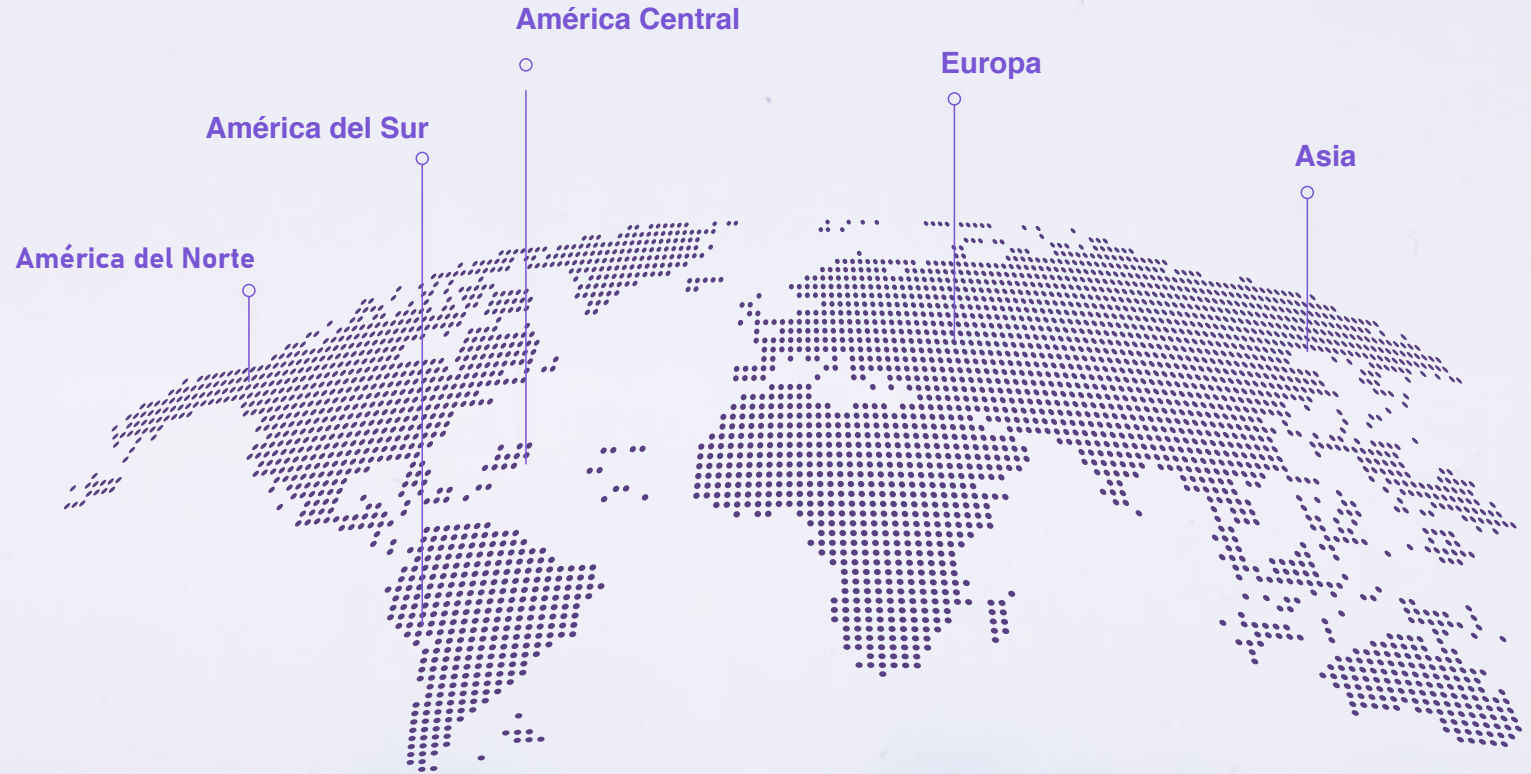 América Central
Europa
América del Sur
Asia
América del Norte